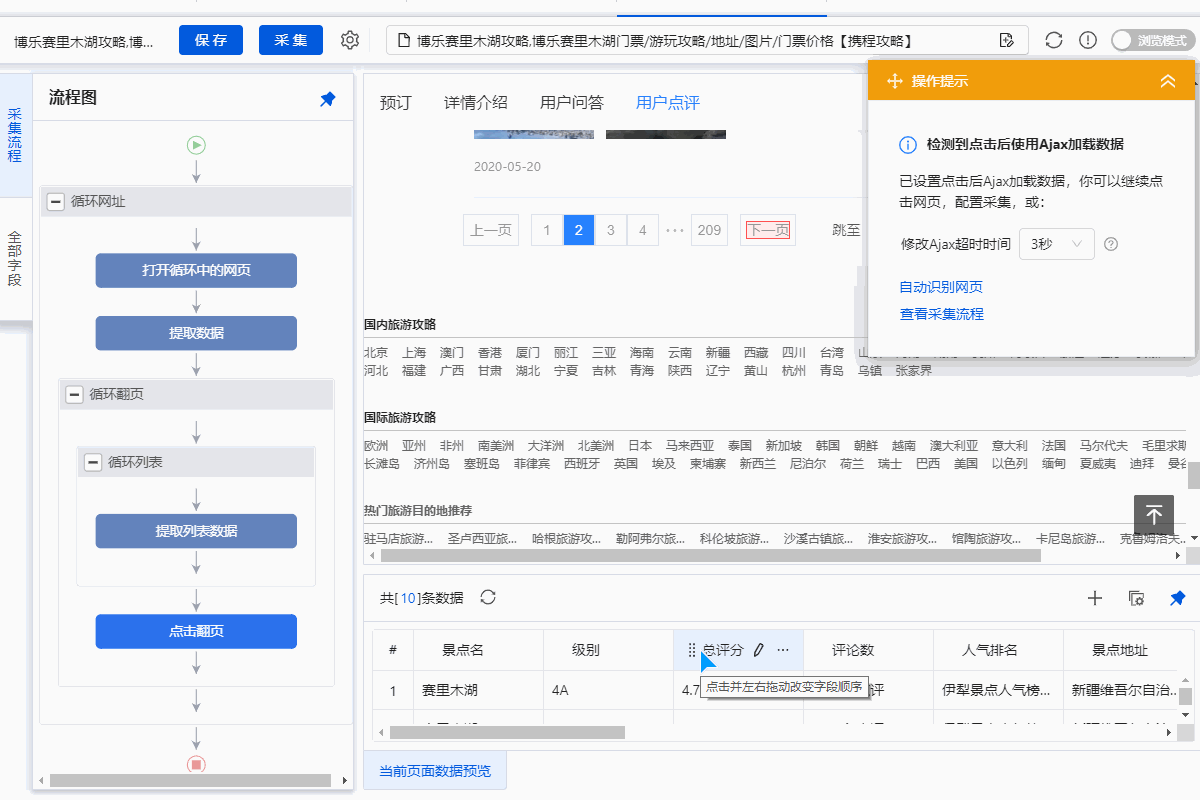 博乐赛里木湖攻略,博...
保 存
采 集
博乐赛里木湖攻略,博乐赛里木湖门票/游玩攻略/地址/图片/门票价格【携程攻略】
浏览模式
采集流程
全部字段
流程图
循环网址
打开循环中的网页
提取数据
循环翻页
循环列表
提取列表数据
点击翻页
预订 详情介绍 用户问答 用户点评
2020-05-20
上一页 1 2 3 4 ··· 209 下一页 跳至
操作提示
检测到点击后使用Ajax加载数据
已设置点击后Ajax加载数据，你可以继续点
击网页，配置采集，或：
修改Ajax超时时间 3秒
自动识别网页
查看采集流程
国内旅游攻略
北京 上海 澳门 香港 厦门 丽江 三亚 海南 云南 新疆 西藏 四川 台湾
河北 福建 广西 甘肃 湖北 宁夏 吉林 青海 陕西 辽宁 黄山 杭州 青岛 乌镇 张家界
国际旅游攻略
欧洲 亚州 非州 南美洲 大洋洲 北美洲 日本 马来西亚 泰国 新加坡 韩国 朝鲜 越南 澳大利亚 意大利 法国 马尔代夫 毛里求斯
长滩岛 济州岛 塞班岛 菲律宾 西班牙 英国 埃及 柬埔寨 新西兰 尼泊尔 荷兰 瑞士 巴西 美国 以色列 缅甸 夏威夷 迪拜 曼谷
热门旅游目的地推荐
驻马店旅游... 圣卢西亚旅... 哈根旅游攻... 勒阿弗尔旅... 科伦坡旅游... 沙溪古镇旅... 淮安旅游攻... 馆陶旅游攻... 卡尼岛旅游... 克鲁姆洛夫...
共[10]条数据
# 景点名 级别 总评分 ··· 评论数 人气排名 景点地址
1 赛里木湖 4A 4.7 评 伊犁景点人气榜... 新疆维吾尔自治...
点击并左右拖动改变字段顺序
当前页面数据预览